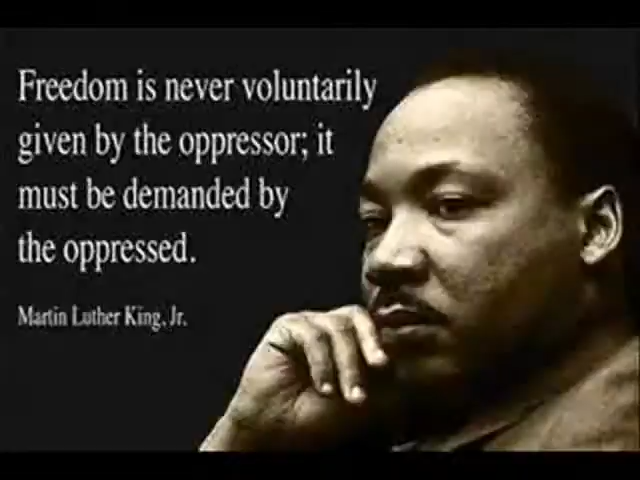 Freedom is never voluntarily
given by the oppressor; it
must be demanded by
the oppressed.
Martin Luther King, Jr.